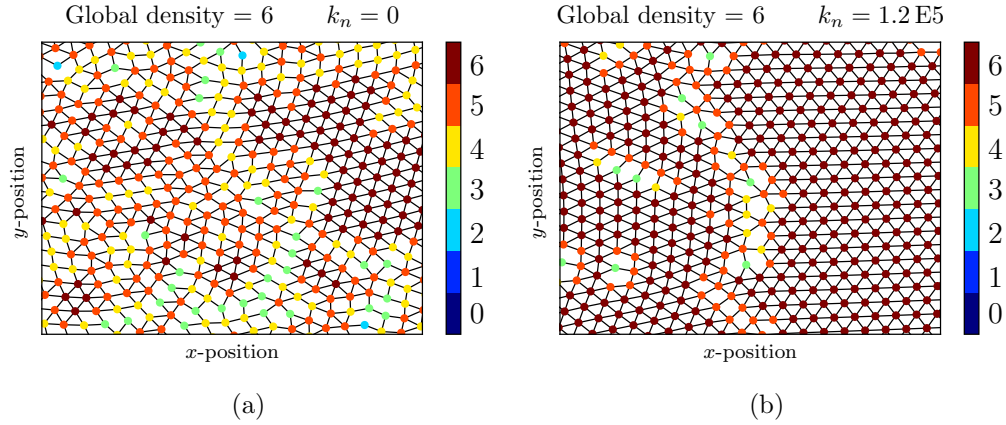 Global density = 6 k_n = 0
Global density = 6 k_n = 1.2 E5
y-position
6
5
4
3
2
1
0
x-position
y-position
6
5
4
3
2
1
0
x-position
(a)
(b)